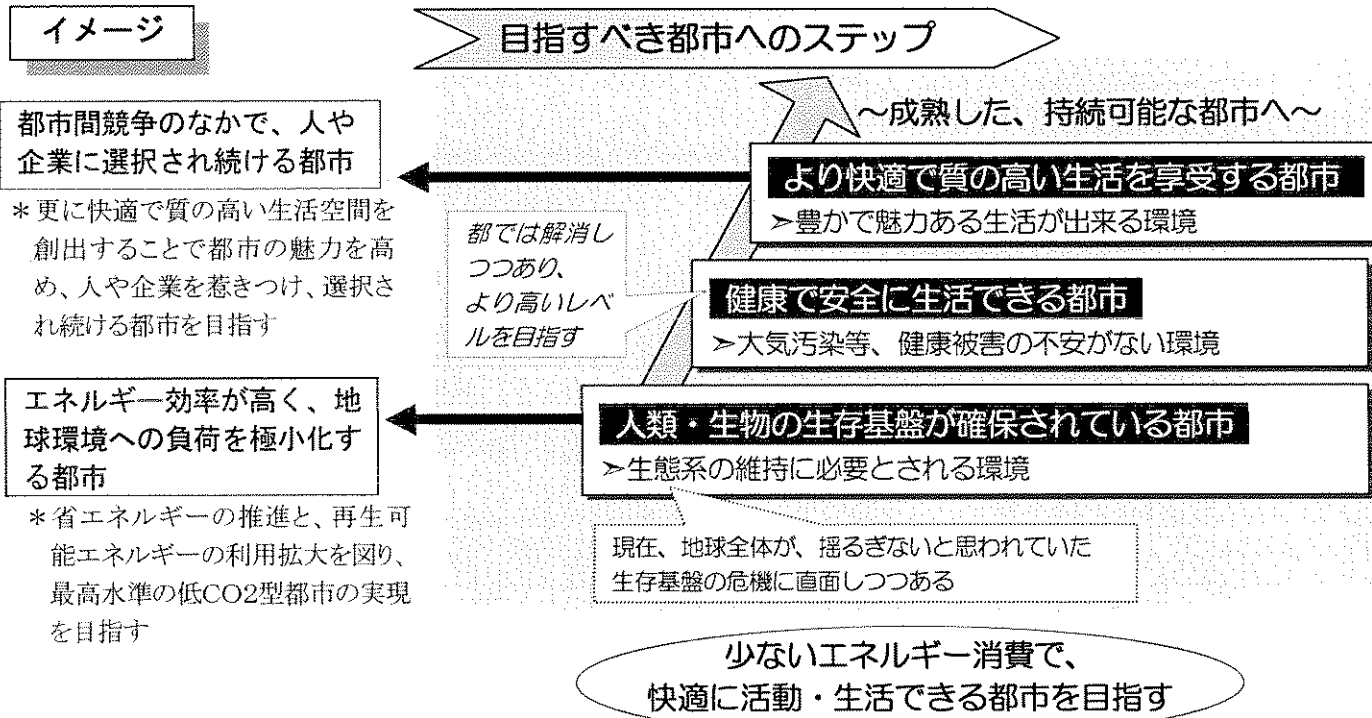 イメージ
目指すべき都市へのステップ
～成熟した、持続可能な都市へ～
都市間競争のなかで、人や
企業に選択され続ける都市
＊更に快適で質の高い生活空間を
創出することで都市の魅力を高
め、人や企業を惹きつけ、選択さ
れ続ける都市を目指す
より快適で質の高い生活を享受する都市
➢豊かで魅力ある生活が出来る環境
都では解消し
つつあり、
より高いレベ
ルを目指す
健康で安全に生活できる都市
➢大気汚染等、健康被害の不安がない環境
エネルギー効率が高く、地
球環境への負荷を極小化す
る都市
＊省エネルギーの推進と、再生可
能エネルギーの利用拡大を図り、
最高水準の低CO2型都市の実現
を目指す
人類・生物の生存基盤が確保されている都市
➢生態系の維持に必要とされる環境
現在、地球全体が、揺るぎないと思われていた
生存基盤の危機に直面しつつある
少ないエネルギー消費で、
快適に活動・生活できる都市を目指す